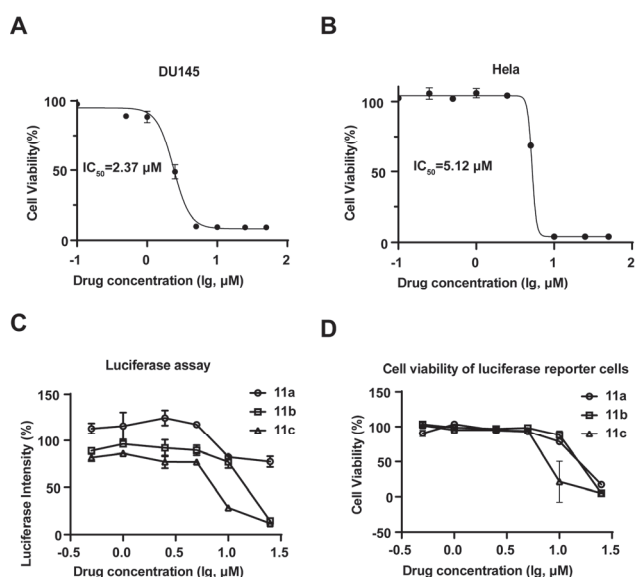 A
DU145
Cell Viability(%)
100
50
0
IC50=2.37 µM
-1
0
1
2
Drug concentration (lg, µM)
B
Hela
Cell Viability(%)
100
50
0
IC50=5.12 µM
-1
0
1
2
Drug concentration (lg, µM)
C
Luciferase assay
Luciferase Intensity (%)
150
100
50
0
11a
11b
11c
-0.5
0.0
0.5
1.0
1.5
Drug concentration (lg, µM)
D
Cell viability of luciferase reporter cells
Cell Viability (%)
150
100
50
0
-50
11a
11b
11c
-0.5
0.0
0.5
1.0
1.5
Drug concentration (lg, µM)